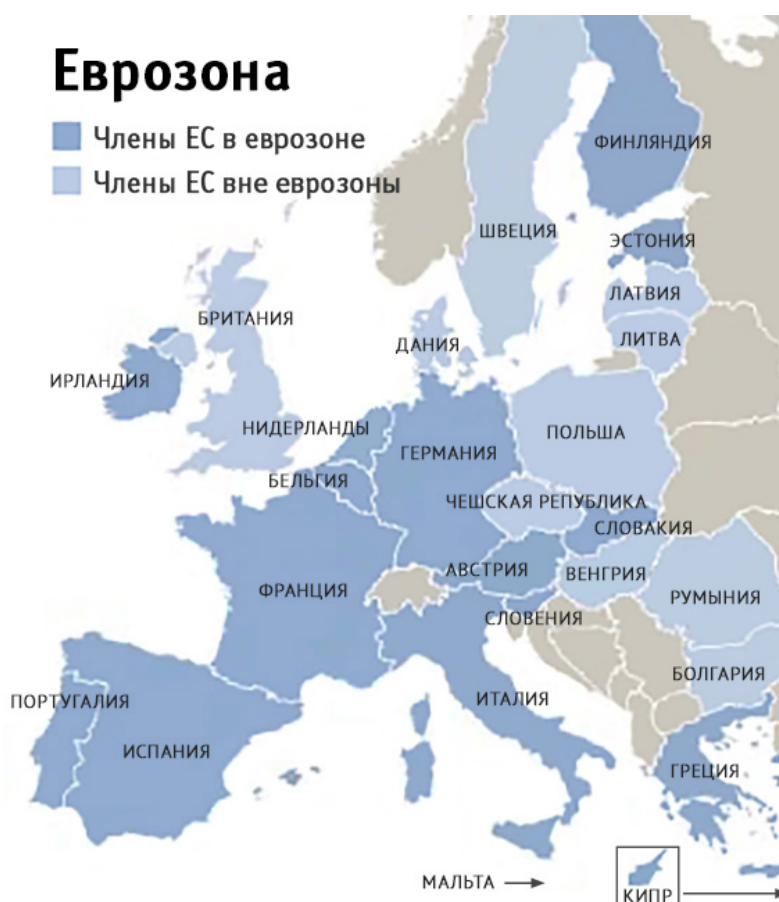 Еврозона
Члены ЕС в еврозоне
Члены ЕС вне еврозоны
ФИНЛЯНДИЯ
ШВЕЦИЯ
ЭСТОНИЯ
ЛАТВИЯ
БРИТАНИЯ
ДАНИЯ
ЛИТВА
ИРЛАНДИЯ
НИДЕРЛАНДЫ
ПОЛЬША
ГЕРМАНИЯ
БЕЛЬГИЯ
ЧЕШСКАЯ РЕПУБЛИКА
СЛОВАКИЯ
АВСТРИЯ
ВЕНГРИЯ
ФРАНЦИЯ
РУМЫНИЯ
СЛОВЕНИЯ
БОЛГАРИЯ
ПОРТУГАЛИЯ
ИТАЛИЯ
ИСПАНИЯ
ГРЕЦИЯ
МАЛЬТА
КИПР